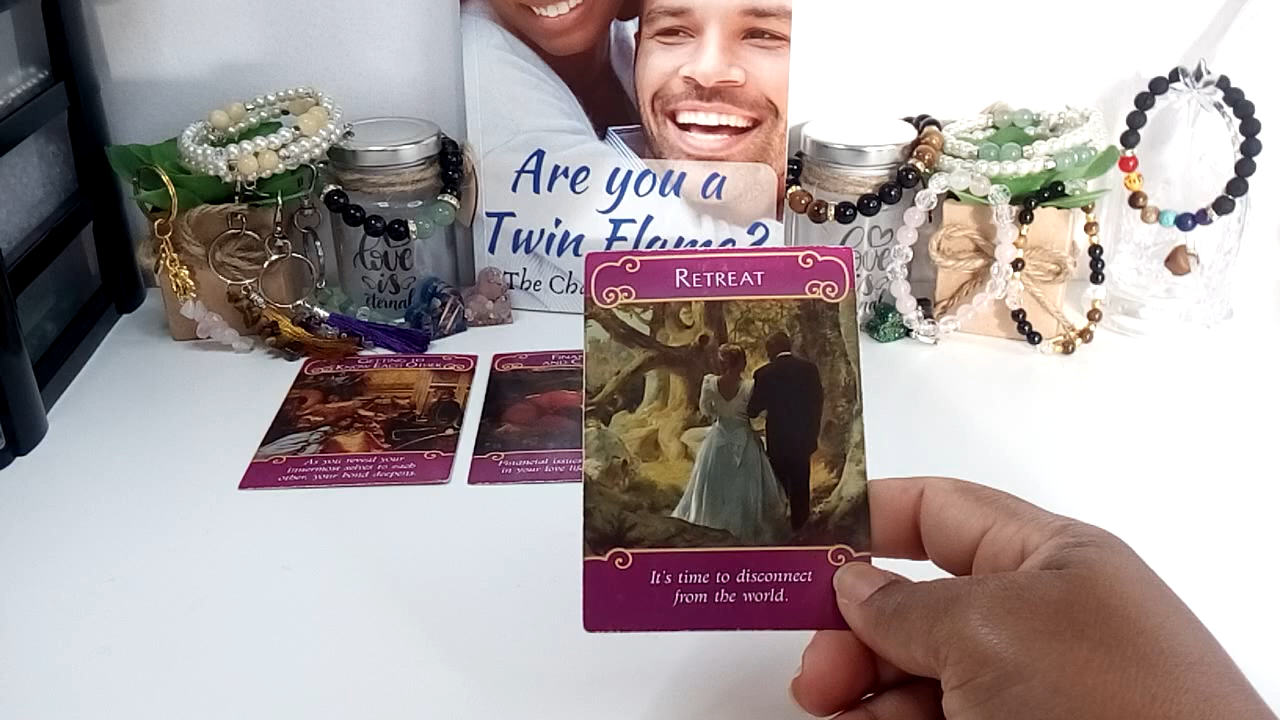 Are you a
Twin Flame?
The Cha
love
is
eternal
love
is
RETREAT
It's time to disconnect
from the world.
GETTING TO
KNOW EACH OTHER
As you reveal your
innermost selves to each
other, your bond deepens.
FINAN
AND C
Financial issues
in your love life